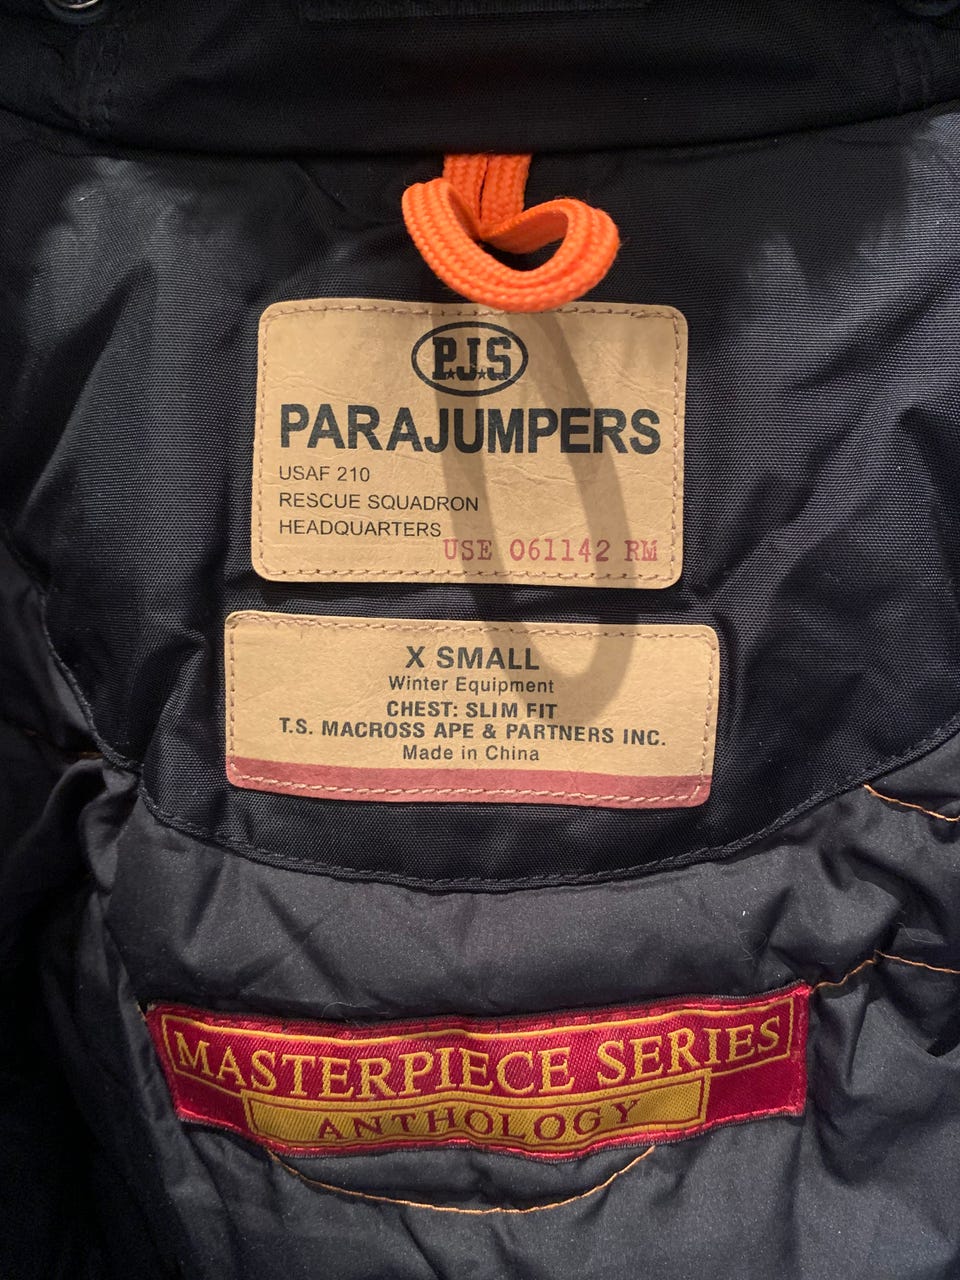 P.J.S
PARAJUMPERS
USAF 210
RESCUE SQUADRON
HEADQUARTERS
USE 061142 RM
X SMALL
Winter Equipment
CHEST: SLIM FIT
T.S. MACROSS APE & PARTNERS INC.
Made in China
MASTERPIECE SERIES
ANTHOLOGY